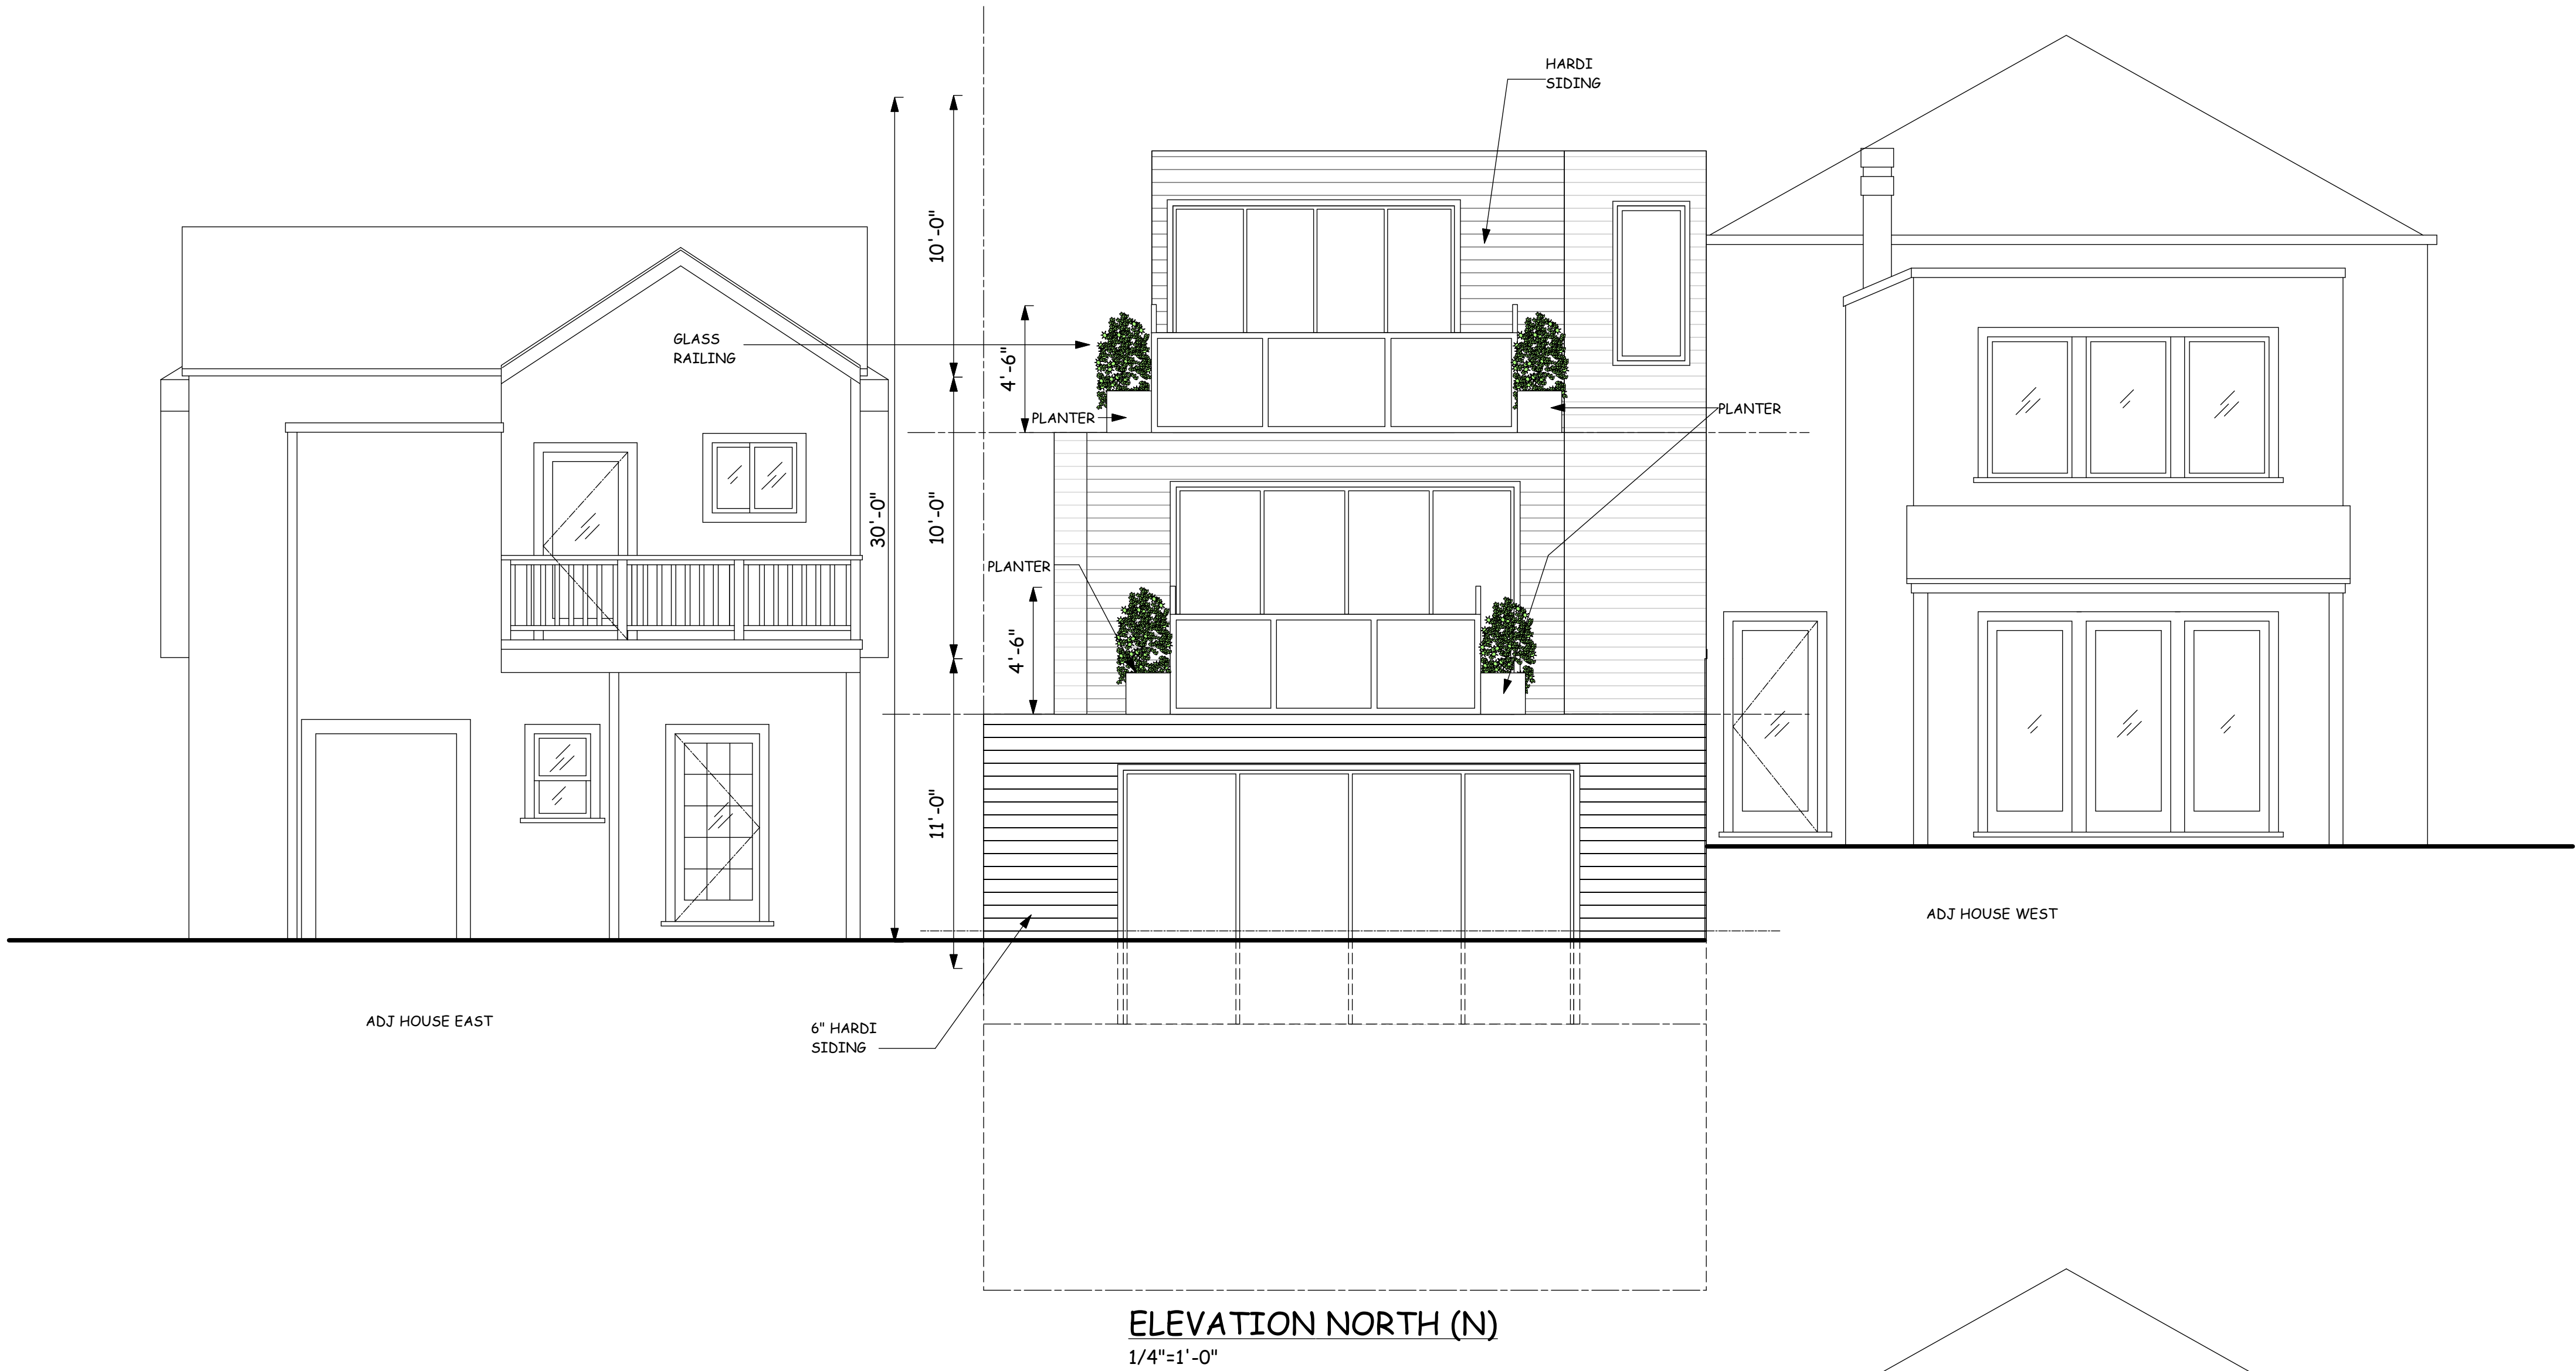 HARDI
SIDING
10'-0"
GLASS
RAILING
4'-6"
PLANTER
PLANTER
30'-0"
10'-0"
PLANTER
4'-6"
11'-0"
ADJ HOUSE WEST
ADJ HOUSE EAST
6" HARDI
SIDING
ELEVATION NORTH (N)
1/4"=1'-0"